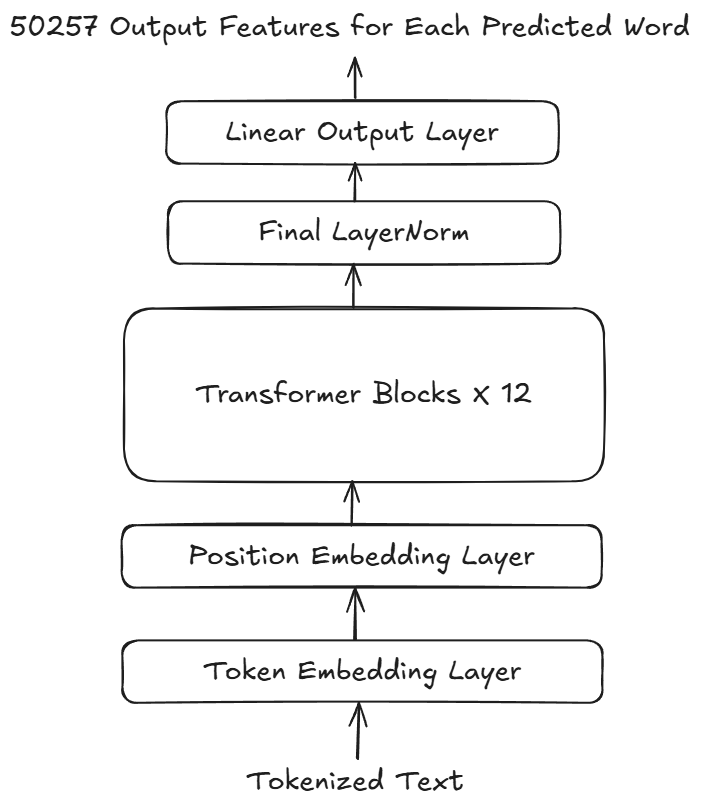 50257 Output Features for Each Predicted Word
Linear Output Layer
Final LayerNorm
Transformer Blocks X 12
Position Embedding Layer
Token Embedding Layer
Tokenized Text